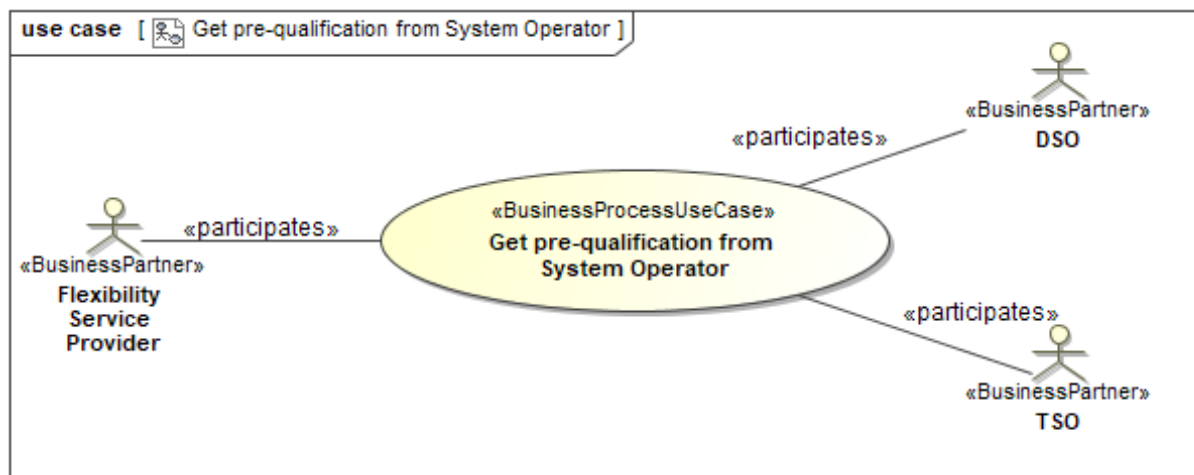 use case [ Get pre-qualification from System Operator ]
«BusinessPartner»
DSO
«participates»
«BusinessProcessUseCase»
Get pre-qualification from
System Operator
«participates»
«BusinessPartner»
Flexibility
Service
Provider
«participates»
«BusinessPartner»
TSO